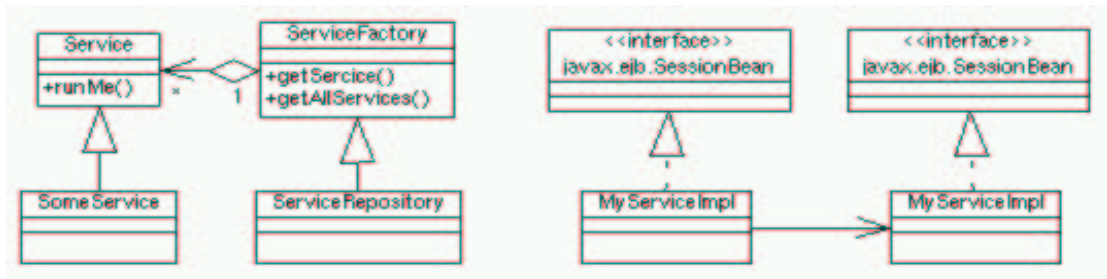 Service
+runMe()
*
1
ServiceFactory
+getSercice()
+getAllServices()
SomeService
ServiceRepository
<<interface>>
javax.ejb.SessionBean
<<interface>>
javax.ejb.SessionBean
MyServiceImpl
MyServiceImpl